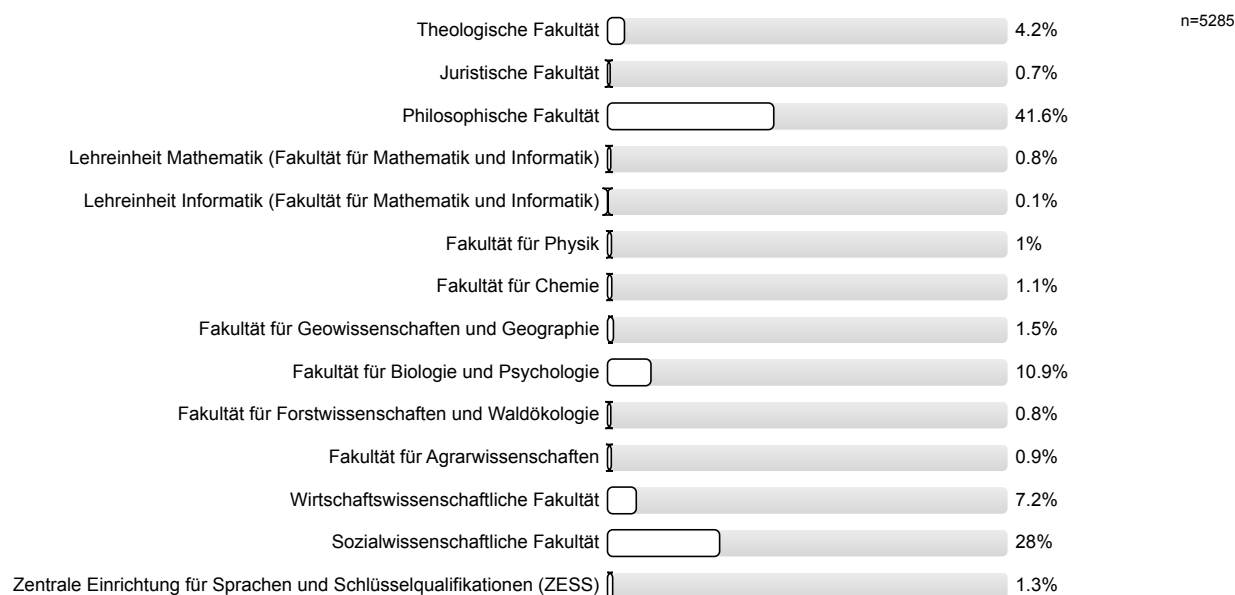 n=5285
Theologische Fakultät 4.2%
Juristische Fakultät 0.7%
Philosophische Fakultät 41.6%
Lehreinheit Mathematik (Fakultät für Mathematik und Informatik) 0.8%
Lehreinheit Informatik (Fakultät für Mathematik und Informatik) 0.1%
Fakultät für Physik 1%
Fakultät für Chemie 1.1%
Fakultät für Geowissenschaften und Geographie 1.5%
Fakultät für Biologie und Psychologie 10.9%
Fakultät für Forstwissenschaften und Waldökologie 0.8%
Fakultät für Agrarwissenschaften 0.9%
Wirtschaftswissenschaftliche Fakultät 7.2%
Sozialwissenschaftliche Fakultät 28%
Zentrale Einrichtung für Sprachen und Schlüsselqualifikationen (ZESS) 1.3%